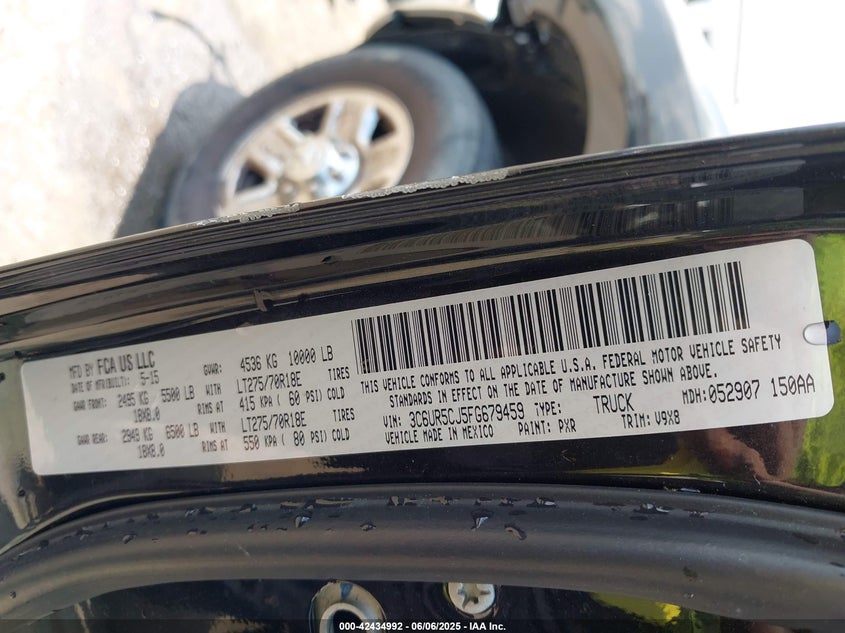 MFD BY FCA US LLC GVWR: 4536 KG 10000 LB
DATE OF MFR(BUILT): 5-15
GAWR FRONT: 2495 KG/ 5500 LB WITH LT275/70R18E TIRES
18X8.0 RIMS AT 415 KPA ( 60 PSI) COLD
GAWR REAR: 2949 KG 6500 LB WITH LT275/70R18E TIRES
18X8.0 RIMS AT 550 KPA ( 80 PSI) COLD
THIS VEHICLE CONFORMS TO ALL APPLICABLE U.S.A. FEDERAL MOTOR VEHICLE SAFETY
STANDARDS IN EFFECT ON THE DATE OF MANUFACTURE SHOWN ABOVE.
VIN: 3C6UR5CJ5FG679459 TYPE: TRUCK MDH: 052907 150AA
VEHICLE MADE IN MEXICO PAINT: PXR TRIM: V9X8
000-42434992 - 06/06/2025 - IAA Inc.